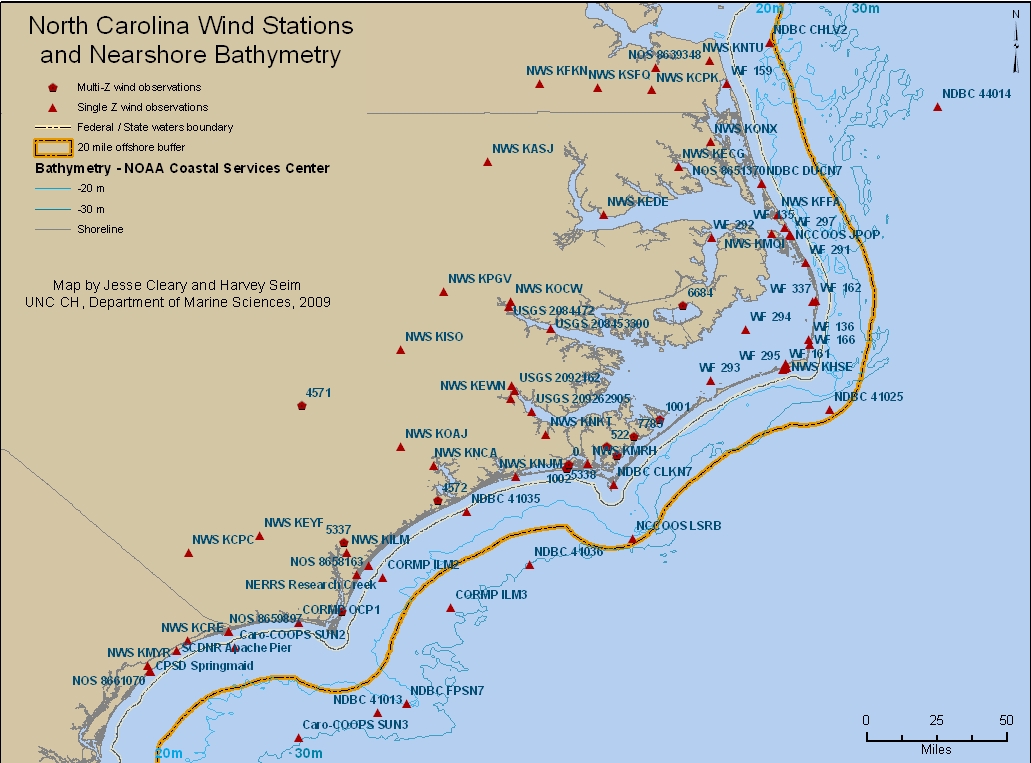 North Carolina Wind Stations
and Nearshore Bathymetry
Multi-Z wind observations
Single Z wind observations
Federal / State waters boundary
20 mile offshore buffer
Bathymetry - NOAA Coastal Services Center
-20 m
-30 m
Shoreline
Map by Jesse Cleary and Harvey Seim
UNC CH, Department of Marine Sciences, 2009
20m
30m
N
NDBC CHLV2
NWS KNTU
NOS 8639348
NWS KFKN
NWS KSFQ
NWS KCPK
WF 159
NDBC 44014
NWS KONX
NWS KASJ
NWS KECG
NOS 8651370
NDBC DUCN7
NWS KEDE
NWS KFFA
WF 135
WF 297
WF 292
NCCOOS JPOP
NWS KMQI
WF 291
NWS KPGV
NWS KOCW
WF 337
WF 162
6684
USGS 2084472
USGS 208453300
WF 294
WF 136
NWS KISO
WF 166
WF 295
WF 161
WF 293
NWS KHSE
NWS KEWN
USGS 2092162
4571
USGS 209262905
NDBC 41025
1001
NWS KNKT
7789
NWS KOAJ
522
NWS KNCA
0
NWS KMRH
NWS KNJM
1002
5338
NDBC CLKN7
4572
NDBC 41035
NWS KEYF
5337
NCCOOS LSRB
NWS KCPC
NWS KILM
NDBC 41036
NOS 8658163
CORMP ILM2
NERRS Research Creek
CORMP ILM3
CORMP OCP1
NOS 8659897
NWS KCRE
Caro-COOPS SUN2
NWS KMYR
SCDNR Apache Pier
CPSD Springmaid
NOS 8661070
NDBC FPSN7
NDBC 41013
Caro-COOPS SUN3
0 25 50
Miles
20m
30m